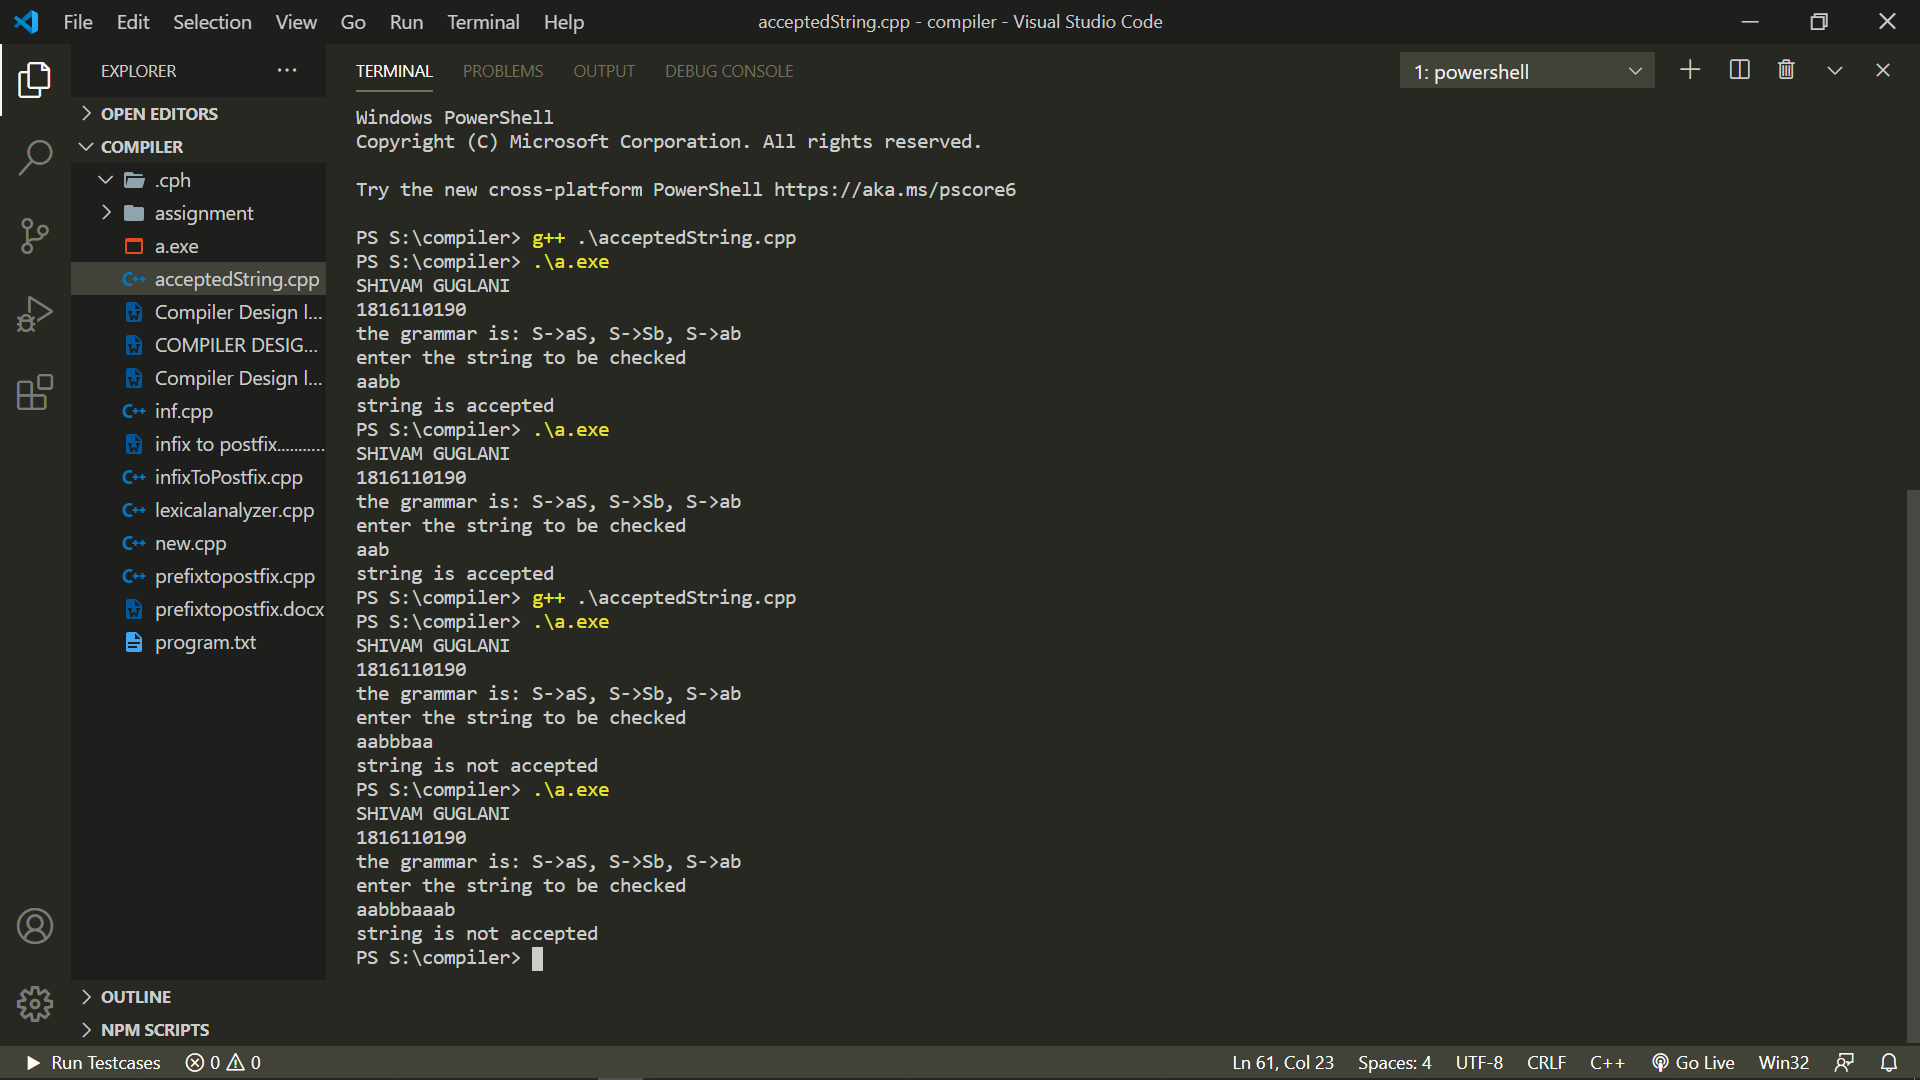 File Edit Selection View Go Run Terminal Help
acceptedString.cpp - compiler - Visual Studio Code
EXPLORER
OPEN EDITORS
COMPILER
.cph
assignment
a.exe
acceptedString.cpp
Compiler Design l...
COMPILER DESIG...
Compiler Design l...
inf.cpp
infix to postfix...........
infixToPostfix.cpp
lexicalanalyzer.cpp
new.cpp
prefixtopostfix.cpp
prefixtopostfix.docx
program.txt
OUTLINE
NPM SCRIPTS
TERMINAL PROBLEMS OUTPUT DEBUG CONSOLE
1: powershell
Windows PowerShell
Copyright (C) Microsoft Corporation. All rights reserved.
Try the new cross-platform PowerShell https://aka.ms/pscore6
PS S:\compiler> g++ .\acceptedString.cpp
PS S:\compiler> .\a.exe
SHIVAM GUGLANI
1816110190
the grammar is: S->aS, S->Sb, S->ab
enter the string to be checked
aabb
string is accepted
PS S:\compiler> .\a.exe
SHIVAM GUGLANI
1816110190
the grammar is: S->aS, S->Sb, S->ab
enter the string to be checked
aab
string is accepted
PS S:\compiler> g++ .\acceptedString.cpp
PS S:\compiler> .\a.exe
SHIVAM GUGLANI
1816110190
the grammar is: S->aS, S->Sb, S->ab
enter the string to be checked
aabbbaa
string is not accepted
PS S:\compiler> .\a.exe
SHIVAM GUGLANI
1816110190
the grammar is: S->aS, S->Sb, S->ab
enter the string to be checked
aabbbaaab
string is not accepted
PS S:\compiler>
Run Testcases 0 0
Ln 61, Col 23 Spaces: 4 UTF-8 CRLF C++ Go Live Win32